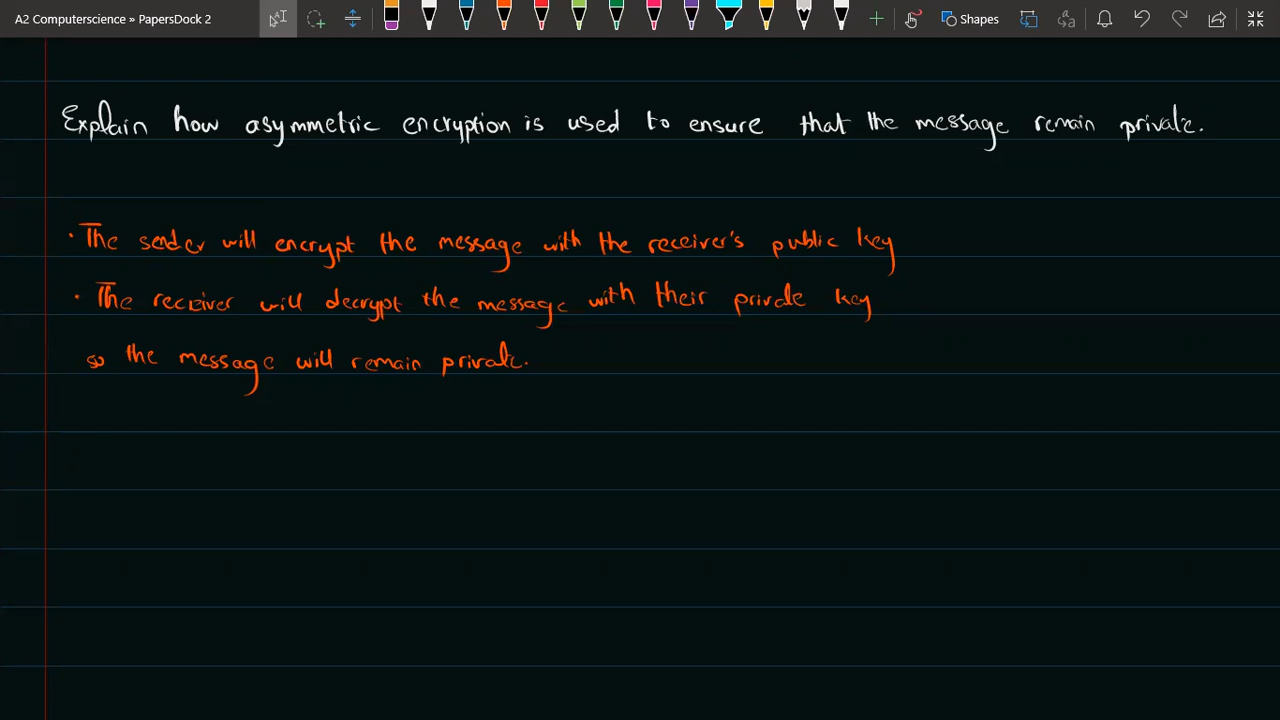 A2 Computerscience » PapersDock 2
Shapes
Explain how asymmetric encryption is used to ensure that the message remain private.
• The sender will encrypt the message with the receiver's public key
• The receiver will decrypt the message with their private key
so the message will remain private.